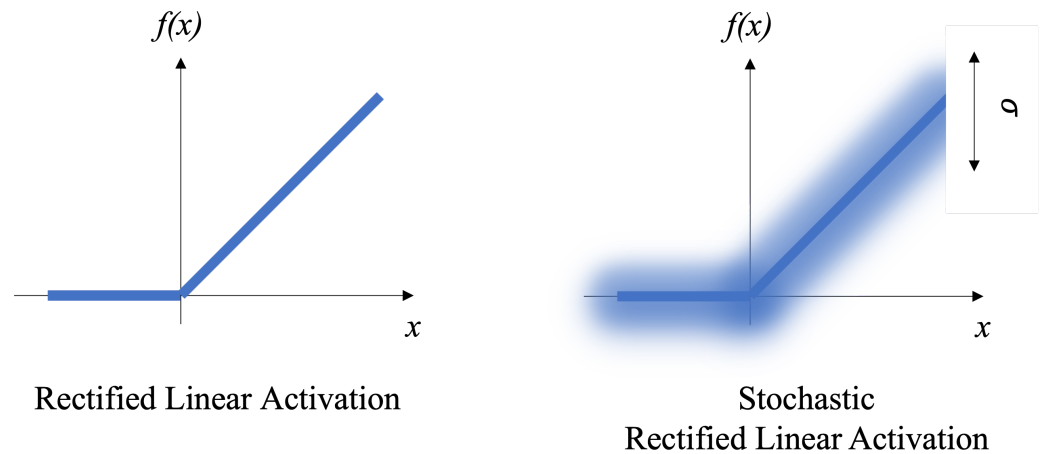 f(x)
x
Rectified Linear Activation
f(x)
σ
x
Stochastic
Rectified Linear Activation